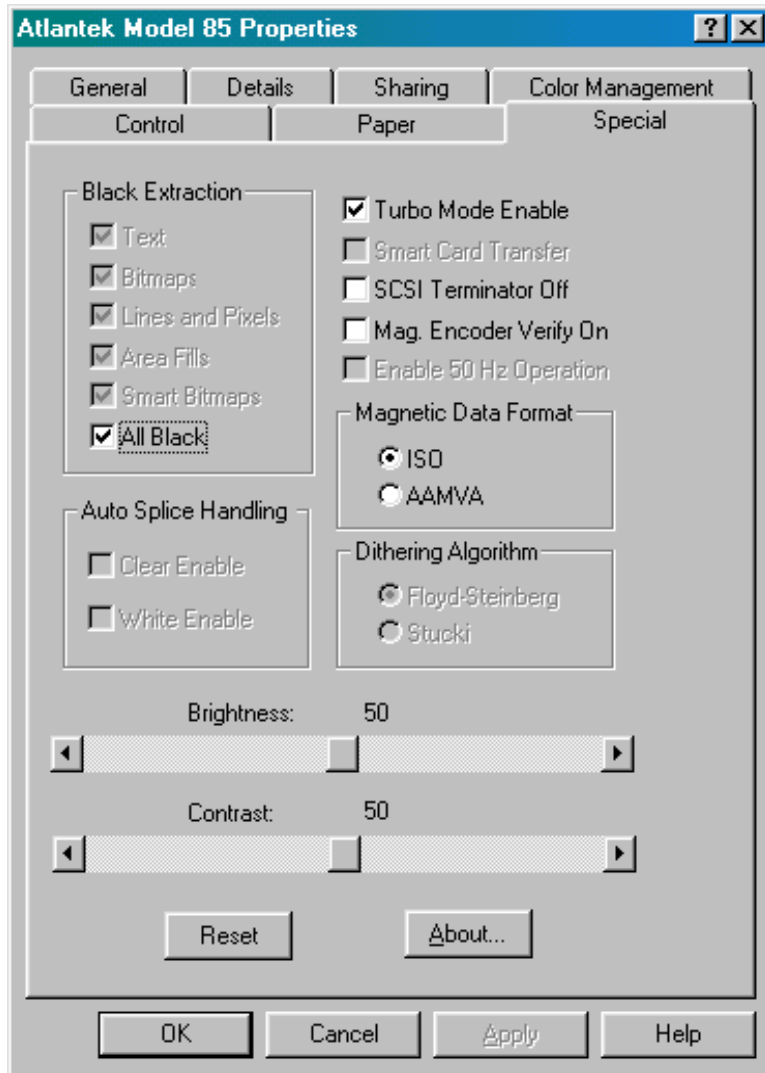 Atlantek Model 85 Properties
General Details Sharing Color Management
Control Paper Special
Black Extraction
Text
Bitmaps
Lines and Pixels
Area Fills
Smart Bitmaps
All Black
Turbo Mode Enable
Smart Card Transfer
SCSI Terminator Off
Mag. Encoder Verify On
Enable 50 Hz Operation
Magnetic Data Format
ISO
AAMVA
Auto Splice Handling
Clear Enable
White Enable
Dithering Algorithm
Floyd-Steinberg
Stucki
Brightness: 50
Contrast: 50
Reset About...
OK Cancel Apply Help